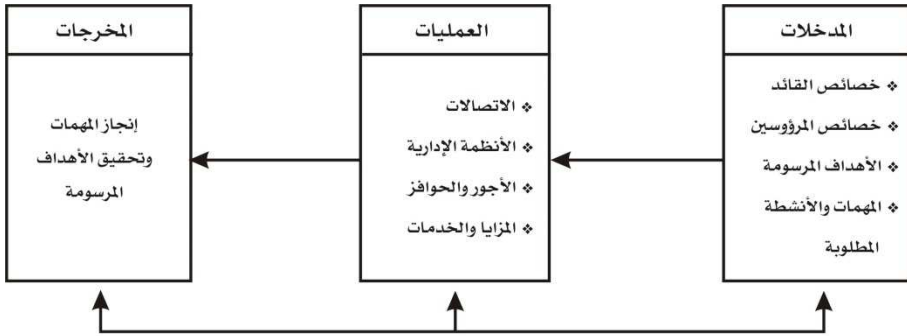 المدخلات
❖ خصائص القائد
❖ خصائص المرؤوسين
❖ الأهداف المرسومة
❖ المهمات والأنشطة
المطلوبة
العمليات
❖ الاتصالات
❖ الأنظمة الإدارية
❖ الأجور والحوافز
❖ المزايا والخدمات
المخرجات
إنجاز المهمات
وتحقيق الأهداف
المرسومة